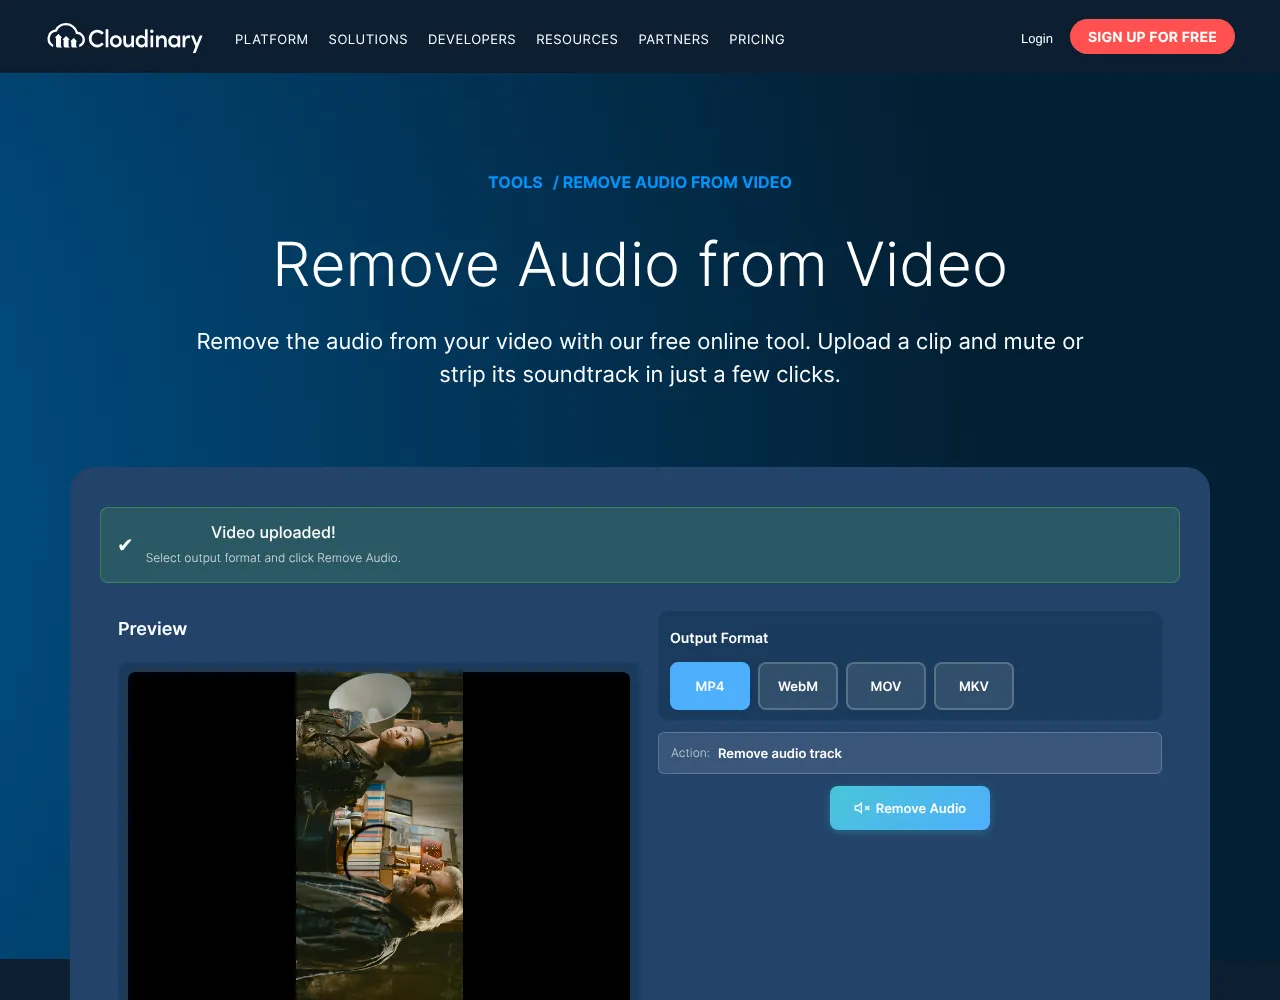 Cloudinary
PLATFORM
SOLUTIONS
DEVELOPERS
RESOURCES
PARTNERS
PRICING
Login
SIGN UP FOR FREE
TOOLS / REMOVE AUDIO FROM VIDEO
Remove Audio from Video
Remove the audio from your video with our free online tool. Upload a clip and mute or
strip its soundtrack in just a few clicks.
✔
Video uploaded!
Select output format and click Remove Audio.
Preview
Output Format
MP4
WebM
MOV
MKV
Action: Remove audio track
Remove Audio